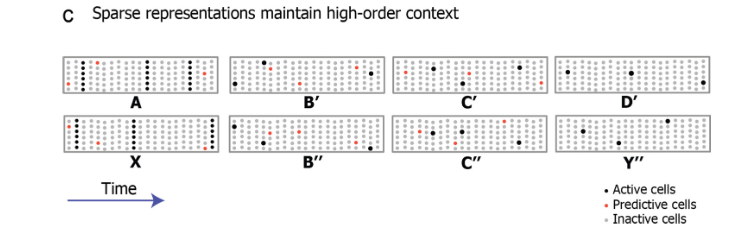 C Sparse representations maintain high-order context
A B′ C′ D′
X B′′ C′′ Y′′
Time
Active cells
Predictive cells
Inactive cells